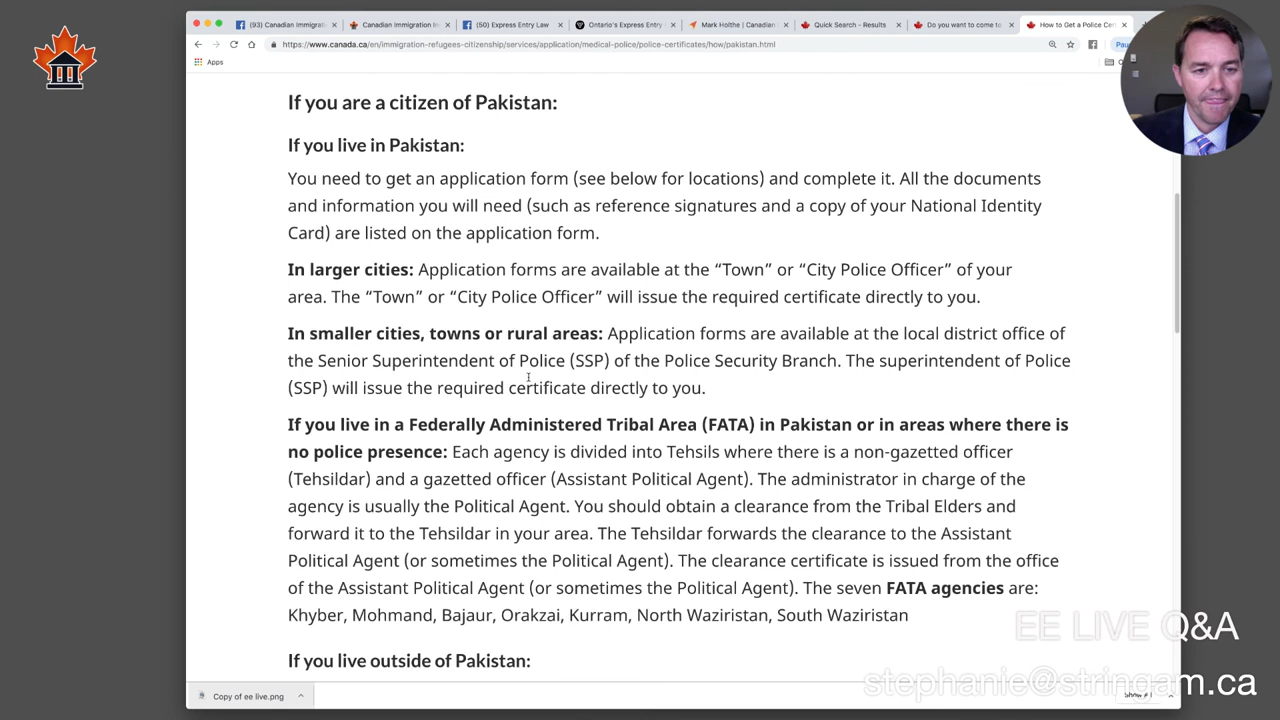 (93) Canadian Immigrati
Canadian Immigration In
(50) Express Entry Law
Ontario's Express Entry
Mark Holthe | Canadian
Quick Search - Results
Do you want to come to
How to Get a Police Cer
https://www.canada.ca/en/immigration-refugees-citizenship/services/application/medical-police/police-certificates/how/pakistan.html
Apps
If you are a citizen of Pakistan:
If you live in Pakistan:
You need to get an application form (see below for locations) and complete it. All the documents
and information you will need (such as reference signatures and a copy of your National Identity
Card) are listed on the application form.
In larger cities: Application forms are available at the “Town” or “City Police Officer” of your
area. The “Town” or “City Police Officer” will issue the required certificate directly to you.
In smaller cities, towns or rural areas: Application forms are available at the local district office of
the Senior Superintendent of Police (SSP) of the Police Security Branch. The superintendent of Police
(SSP) will issue the required certificate directly to you.
If you live in a Federally Administered Tribal Area (FATA) in Pakistan or in areas where there is
no police presence: Each agency is divided into Tehsils where there is a non-gazetted officer
(Tehsildar) and a gazetted officer (Assistant Political Agent). The administrator in charge of the
agency is usually the Political Agent. You should obtain a clearance from the Tribal Elders and
forward it to the Tehsildar in your area. The Tehsildar forwards the clearance to the Assistant
Political Agent (or sometimes the Political Agent). The clearance certificate is issued from the office
of the Assistant Political Agent (or sometimes the Political Agent). The seven FATA agencies are:
Khyber, Mohmand, Bajaur, Orakzai, Kurram, North Waziristan, South Waziristan
If you live outside of Pakistan:
EE LIVE Q&A
stephanie@stringam.ca
Copy of ee live.png